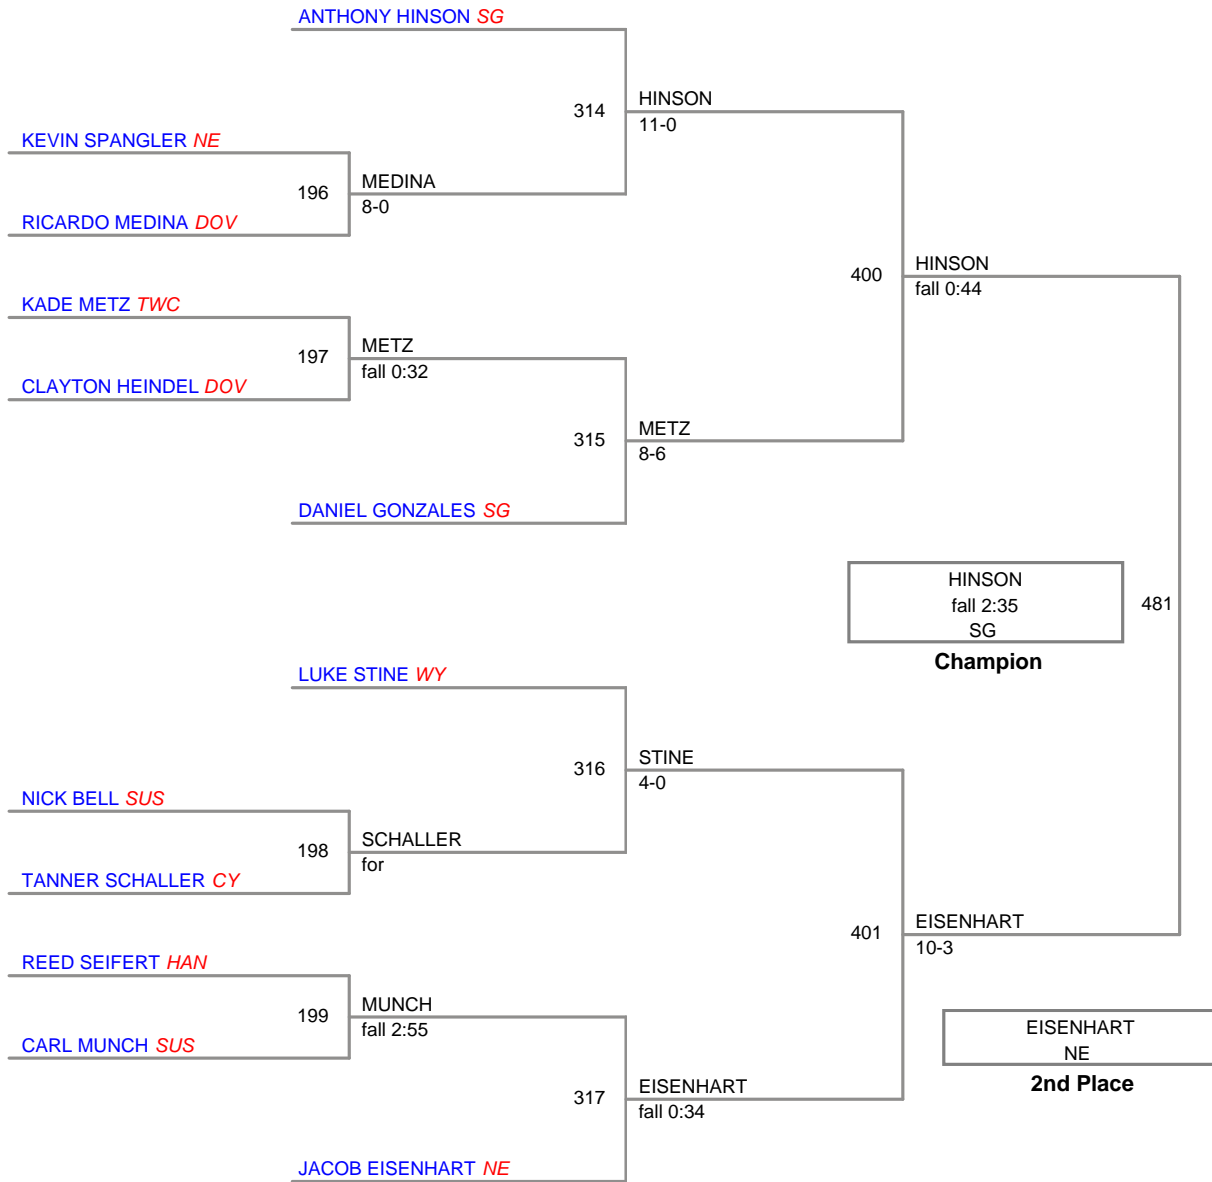 ANTHONY HINSON SG
314
HINSON
11-0
KEVIN SPANGLER NE
196
MEDINA
8-0
RICARDO MEDINA DOV
400
HINSON
fall 0:44
KADE METZ TWC
197
METZ
fall 0:32
CLAYTON HEINDEL DOV
315
METZ
8-6
DANIEL GONZALES SG
HINSON
fall 2:35
SG
Champion
481
LUKE STINE WY
316
STINE
4-0
NICK BELL SUS
198
SCHALLER
for
TANNER SCHALLER CY
401
EISENHART
10-3
REED SEIFERT HAN
199
MUNCH
fall 2:55
CARL MUNCH SUS
EISENHART
NE
2nd Place
317
EISENHART
fall 0:34
JACOB EISENHART NE